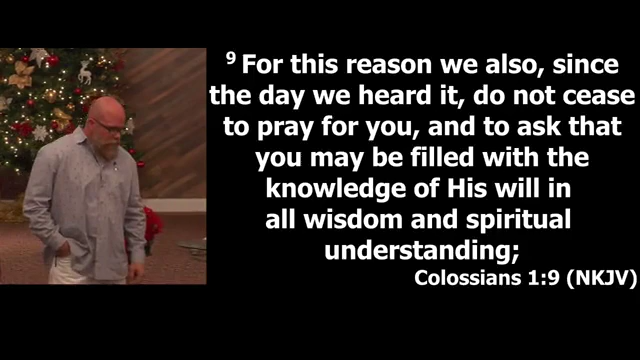 9 For this reason we also, since
the day we heard it, do not cease
to pray for you, and to ask that
you may be filled with the
knowledge of His will in
all wisdom and spiritual
understanding;
Colossians 1:9 (NKJV)